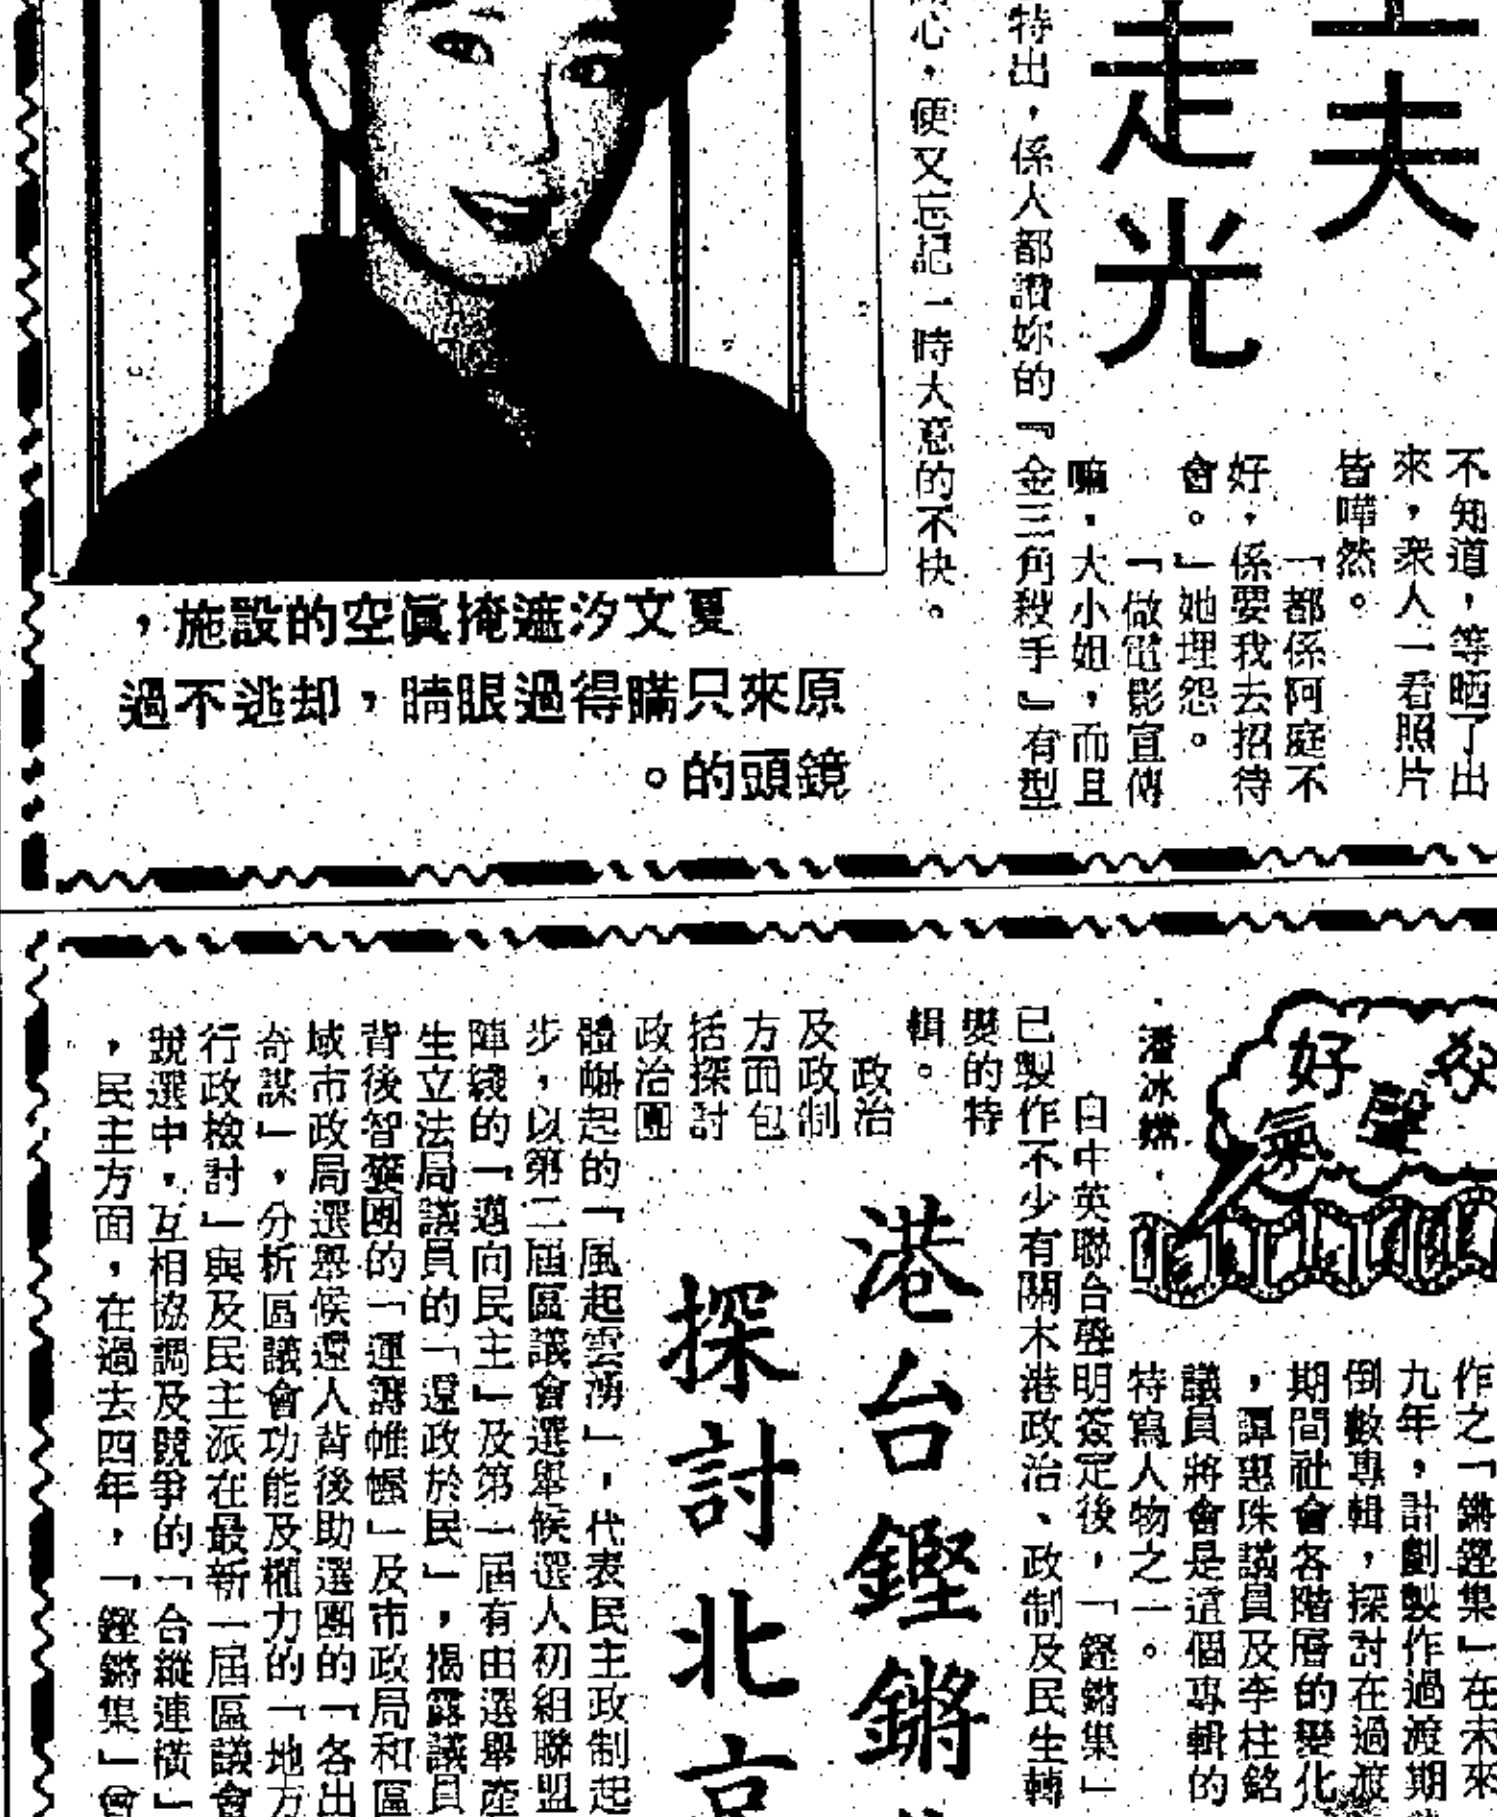 夫
走光
不知道，等晒了出
來，衆人一看照片
皆嘩然。
「都係阿庭不
好，係要我去招待
會。」她埋怨。
「做電影宣傳
嘛，大小姐，而且
特出，係人都讚妳的『金三角殺手』有型
心，便又忘記一時大意的不快。
夏文汐遮掩眞空的設施，
原來只瞞得過眼睛，却逃不過
鏡頭的。
好聲好氣
潘冰嫦
港台鏗鏘
探討北京
作之「鏘鏗集」在未來
九年，計劃製作過渡期
倒數專輯，探討在過渡
期間社會各階層的變化
，譚惠珠議員及李柱銘
議員將會是這個專輯的
特寫人物之一。
自中英聯合聲明簽定後，「鏗鏘集」
已製作不少有關本港政治、政制及民生轉
變的特
輯。
政治
及政制
方面包
括探討
政治團
體崛起的「風起雲湧」，代表民主政制起
步，以第二屆區議會選舉候選人初組聯盟
陣綫的「邁向民主」及第一屆有由選舉產
生立法局議員的「還政於民」，揭露議員
背後智囊團的「運籌帷幄」及市政局和區
域市政局選舉候選人背後助選團的「各出
奇謀」，分析區議會功能及權力的「地方
行政檢討」與及民主派在最新一屆區議會
競選中，互相協調及競爭的「合縱連橫」
，民主方面，在過去四年，「鏗鏘集」會